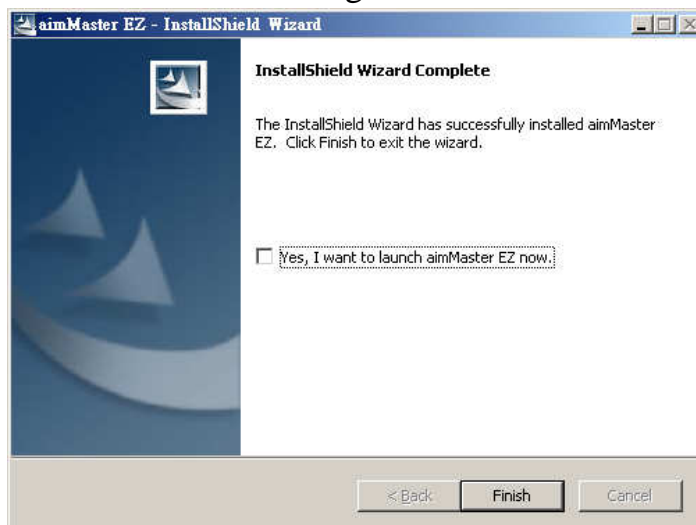 aimMaster EZ - InstallShield Wizard
InstallShield Wizard Complete
The InstallShield Wizard has successfully installed aimMaster
EZ. Click Finish to exit the wizard.
Yes, I want to launch aimMaster EZ now.
< Back
Finish
Cancel